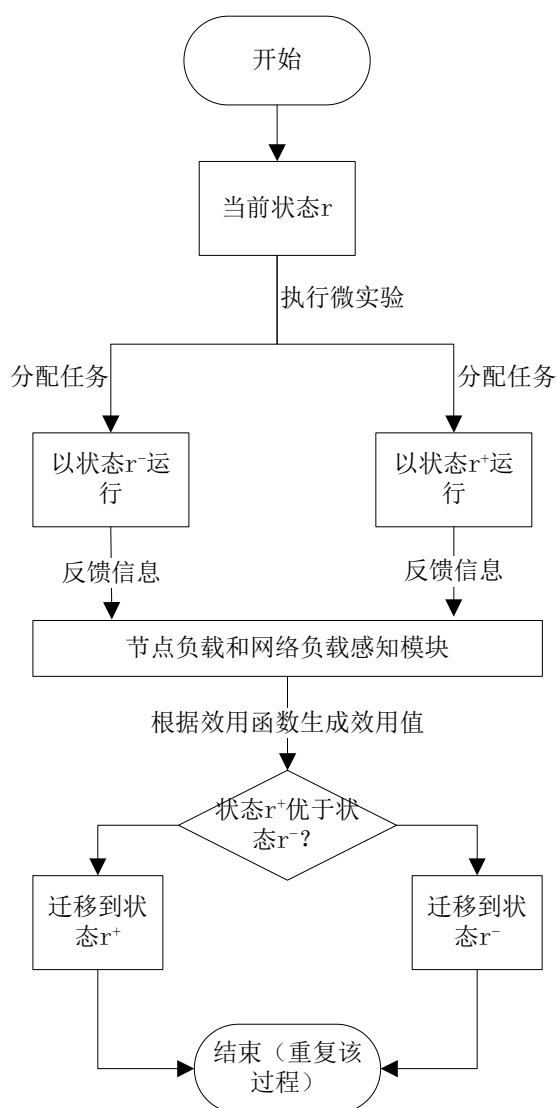 开始
当前状态r
执行微实验
分配任务
分配任务
以状态r⁻运
行
以状态r⁺运
行
反馈信息
反馈信息
节点负载和网络负载感知模块
根据效用函数生成效用值
状态r⁺优于状
态r⁻?
迁移到状
态r⁺
迁移到状
态r⁻
结束（重复该
过程）